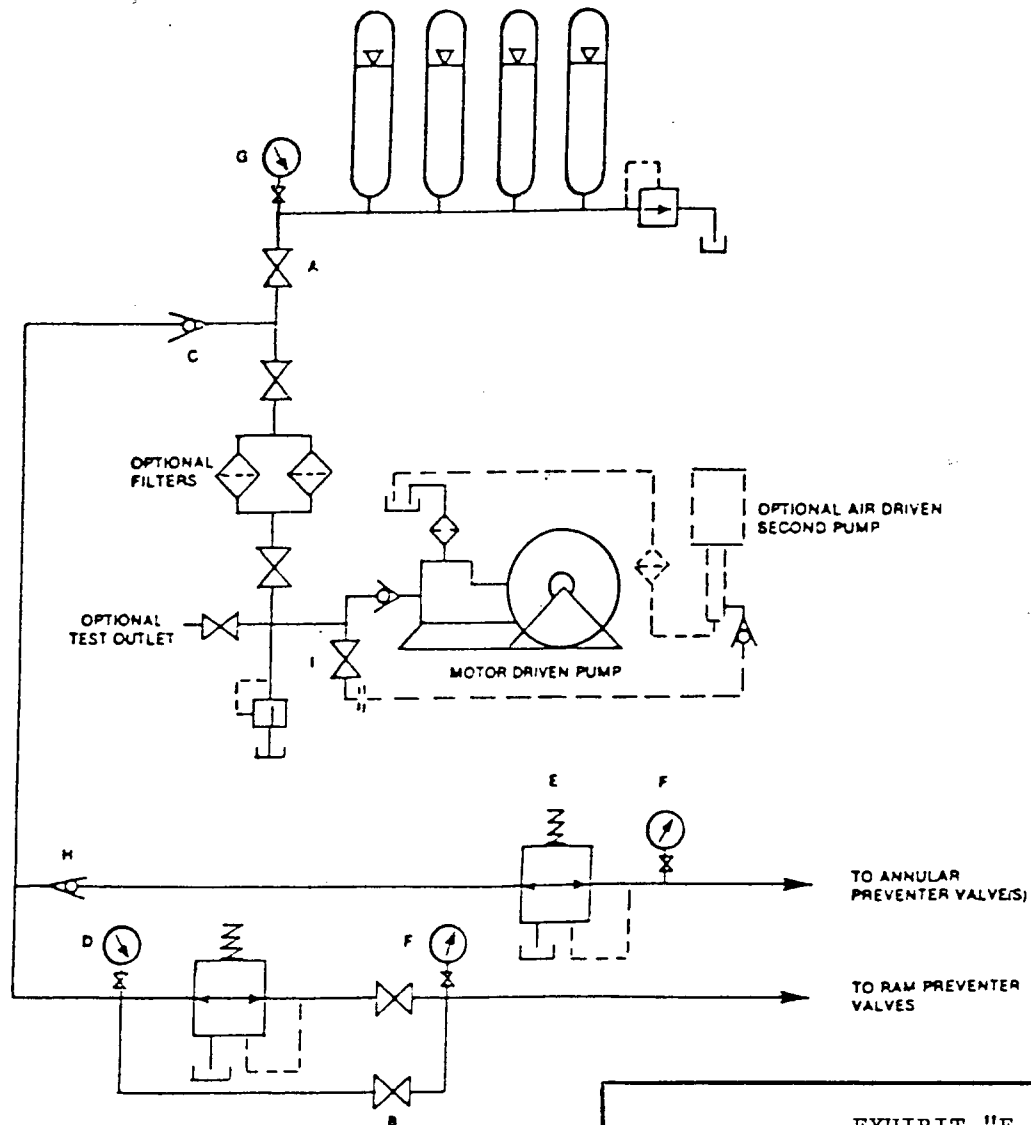 G
A
C
OPTIONAL
FILTERS
OPTIONAL AIR DRIVEN
SECOND PUMP
OPTIONAL
TEST OUTLET
I
MOTOR DRIVEN PUMP
E
F
H
TO ANNULAR
PREVENTER VALVE(S)
D
F
TO RAM PREVENTER
VALVES
B
EXHIBIT "E